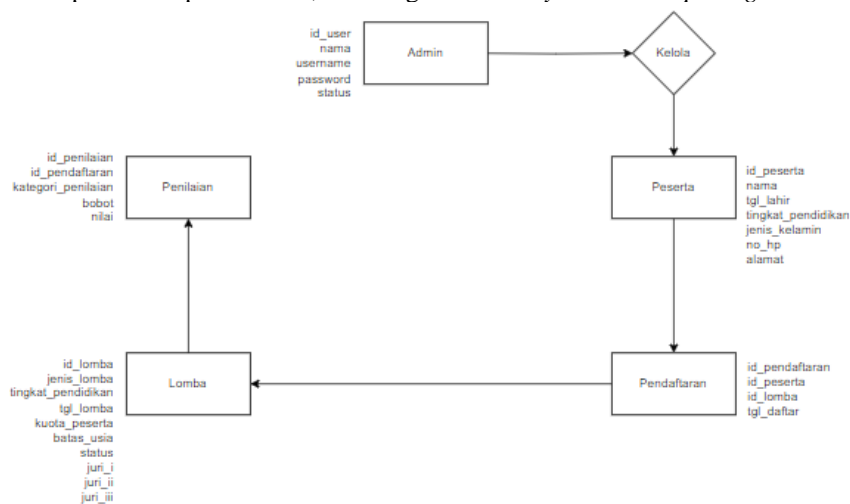 id_user
nama
username
password
status
Admin
Kelola
id_penilaian
id_pendaftaran
kategori_penilaian
bobot
nilai
Penilaian
Peserta
id_peserta
nama
tgl_lahir
tingkat_pendidikan
jenis_kelamin
no_hp
alamat
id_lomba
jenis_lomba
tingkat_pendidikan
tgl_lomba
kuota_peserta
batas_usia
status
juri_i
juri_ii
juri_iii
Lomba
Pendaftaran
id_pendaftaran
id_peserta
id_lomba
tgl_daftar